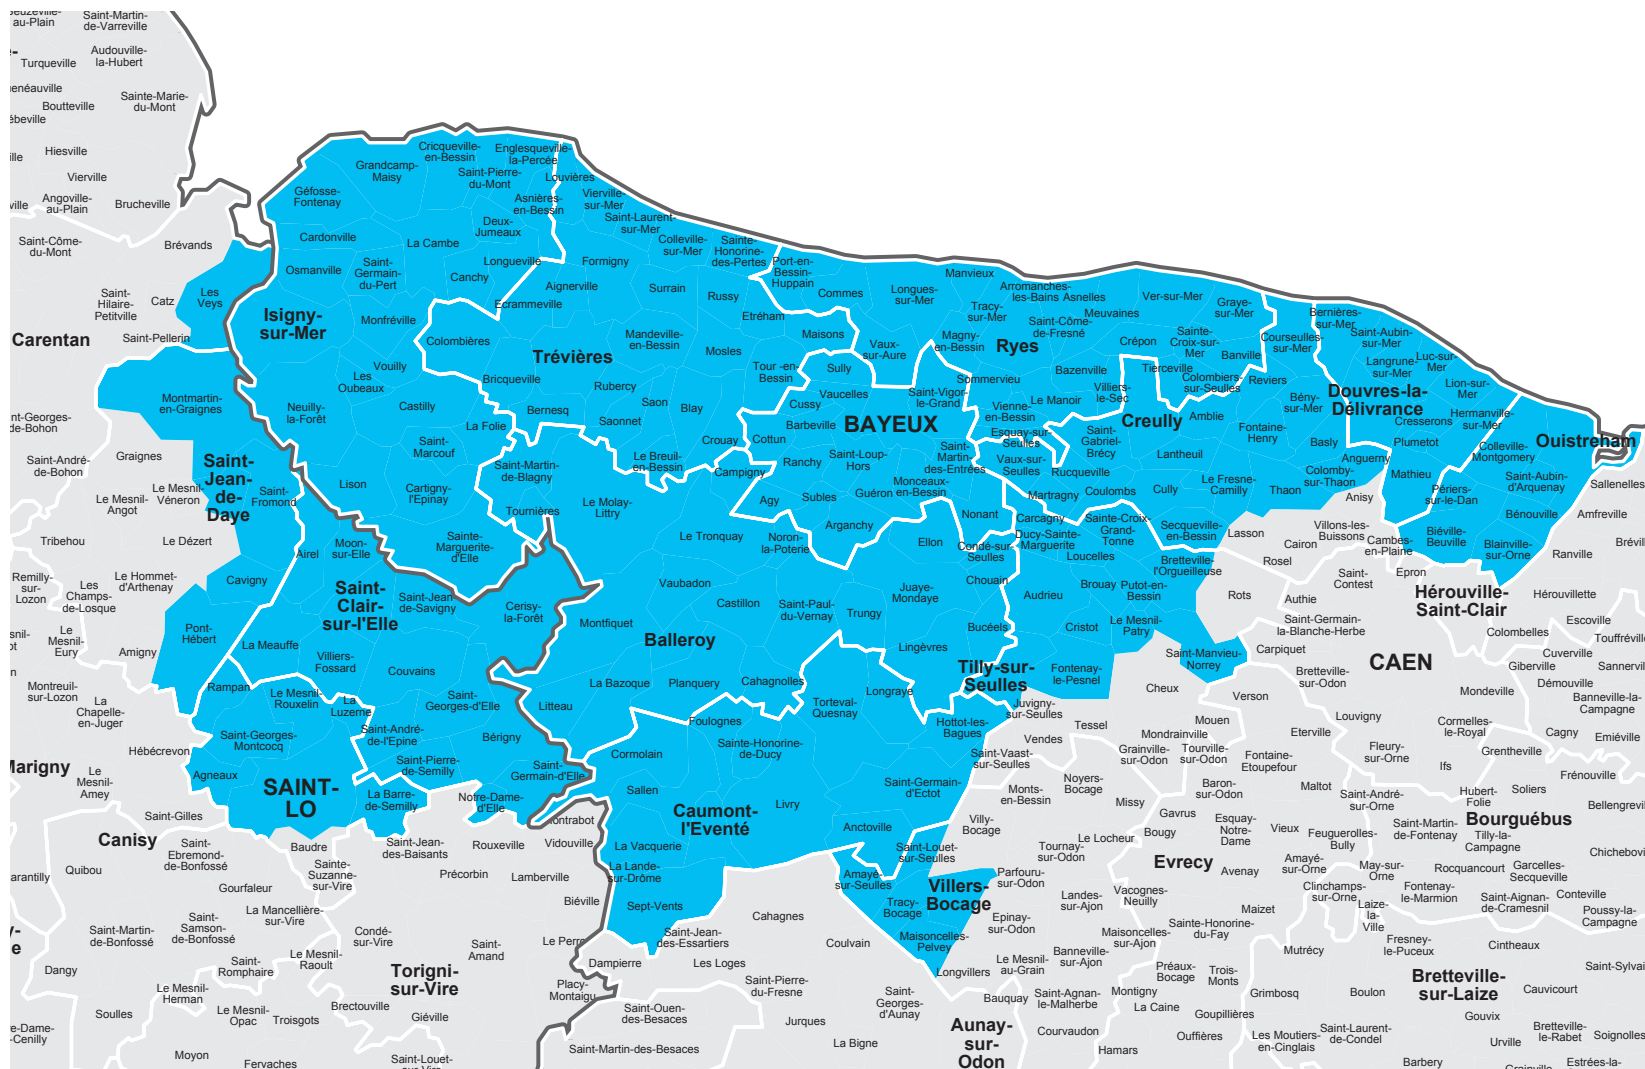 au-Plain
Saint-Martin-
de-Varreville
Turqueville
Audouville-
la-Hubert
Boutteville
Sainte-Marie-
du-Mont
Hiesville
Vierville
Angoville-
au-Plain
Brucheville
Saint-Côme-
du-Mont
Brévands
Les
Veys
Saint-
Hilaire-
Petitville
Catz
Saint-Pellerin
Carentan
Géfosse-
Fontenay
Grandcamp-
Maisy
Cricqueville-
en-Bessin
Saint-Pierre-
du-Mont
Englesqueville-
la-Percée
Louvières
Asnières-
en-Bessin
Deux-
Jumeaux
Vierville-
sur-Mer
Saint-Laurent-
sur-Mer
Colleville-
sur-Mer
Sainte-
Honorine-
des-Pertes
Port-en-
Bessin-
Huppain
Cardonville
La Cambe
Osmanville
Saint-
Germain-
du-Pert
Longueville
Canchy
Formigny
Aignerville
Surrain
Russy
Etréham
Ecrammeville
Isigny-
sur-Mer
Monfréville
Colombières
Trévières
Mandeville-
en-Bessin
Mosles
Maisons
Commes
Longues-
sur-Mer
Manvieux
Tracy-
sur-Mer
Arromanches-
les-Bains
Asnelles
Meuvaines
Ver-sur-Mer
Graye-
sur-Mer
Saint-Côme-
de-Fresné
Magny-
en-Bessin
Ryes
Vaux-
sur-Aure
Crépon
Sainte-
Croix-sur-
Mer
Banville
Courseulles-
sur-Mer
Bernières-
sur-Mer
Saint-Aubin-
sur-Mer
Langrune-
sur-Mer
Luc-sur-
Mer
Lion-sur-
Mer
Hermanville-
sur-Mer
Douvres-la-
Délivrance
Cresserons
Vouilly
Les
Oubeaux
Bricqueville
Rubercy
Tour -en-
Bessin
Sully
Sommervieu
Bazenville
Tierceville
Colombiers-
sur-Seulles
Reviers
Bény-
sur-Mer
Montmartin-
en-Graignes
Neuilly-
la-Forêt
Castilly
La Folie
Bernesq
Saon
Saonnet
Blay
Cussy
Vaucelles
Barbeville
BAYEUX
Saint-Vigor-
le-Grand
Vienne-
en-Bessin
Le Manoir
Villiers-
le-Sec
Creully
Amblie
Fontaine-
Henry
Basly
Plumetot
Colleville-
Montgomery
Ouistreham
nt-Georges-
de-Bohon
Saint-André-
de-Bohon
Graignes
Saint-
Jean-
de-
Daye
Saint-
Fromond
Le Mesnil-
Véneron
Le Mesnil-
Angot
Saint-
Marcouf
Lison
Cartigny-
l'Epinay
Saint-Martin-
de-Blagny
Tournières
Le Breuil-
en-Bessin
Crouay
Campigny
Cottun
Ranchy
Saint-Loup-
Hors
Saint-
Martin-
des-Entrées
Monceaux-
en-Bessin
Guéron
Esquay-sur-
Seulles
Vaux-sur-
Seulles
Saint-
Gabriel-
Brécy
Rucqueville
Lantheuil
Anguerny
Colomby-
sur-Thaon
Mathieu
Périers-
sur-le-Dan
Saint-Aubin-
d'Arquenay
Sallenelles
Le Molay-
Littry
Agy
Subles
Arganchy
Nonant
Martragny
Coulombs
Cully
Le Fresne-
Camilly
Thaon
Anisy
Bénouville
Amfreville
Tribehou
Le Dézert
Airel
Moon-
sur-Elle
Sainte-
Marguerite-
d'Elle
Le Tronquay
Noron-
la-Poterie
Ellon
Condé-sur-
Seulles
Carcagny
Ducy-Sainte-
Marguerite
Sainte-Croix-
Grand-
Tonne
Loucelles
Secqueville-
en-Bessin
Lasson
Villons-les-
Buissons
Cairon
Cambes-
en-Plaine
Biéville-
Beuville
Blainville-
sur-Orne
Ranville
Remilly-
sur-
Lozon
Les
Champs-
de-Losque
Le Hommet-
d'Arthenay
Cavigny
Saint-
Clair-
sur-l'Elle
Saint-Jean-
de-Savigny
Cerisy-
la-Forêt
Vaubadon
Castillon
Saint-Paul-
du-Vernay
Trungy
Juaye-
Mondaye
Chouain
Audrieu
Brouay
Bretteville-
l'Orgueilleuse
Putot-en-
Bessin
Rosel
Rots
Authie
Saint-
Contest
Epron
Hérouville-
Saint-Clair
Hérouvillette
Le
Mesnil-
Eury
Amigny
Pont-
Hébert
La Meauffe
Villiers-
Fossard
Couvains
Montfiquet
Balleroy
Bucéels
Lingèvres
Cristot
Le Mesnil-
Patry
Saint-Manvieu-
Norrey
Saint-Germain-
la-Blanche-Herbe
Carpiquet
CAEN
Colombelles
Escoville
Cuverville
Giberville
Démouville
Montreuil-
sur-Lozon
La
Chapelle-
en-Juger
Rampan
Le Mesnil-
Rouxelin
La
Luzerne
Saint-
Georges-d'Elle
Litteau
La Bazoque
Planquery
Cahagnolles
Torteval-
Quesnay
Longraye
Tilly-sur-
Seulles
Fontenay-
le-Pesnel
Juvigny-
sur-Seulles
Cheux
Verson
Bretteville-
sur-Odon
Mondeville
Banneville-la-
Campagne
Hébécrevon
Saint-Georges-
Montcocq
Saint-André-
de-l'Epine
Bérigny
Foulognes
Cormolain
Sainte-Honorine-
de-Ducy
Hottot-les-
Bagues
Vendes
Tessel
Mondrainville
Mouen
Eterville
Louvigny
Cormelles-
le-Royal
Cagny
Emiéville
Le
Mesnil-
Amey
Agneaux
SAINT-
LO
Saint-Pierre-
de-Semilly
La Barre-
de-Semilly
Saint-
Germain-d'Elle
Notre-Dame-
d'Elle
Sallen
Caumont-
l'Eventé
Livry
Saint-Germain-
d'Ectot
Saint-Vaast-
sur-Seulles
Grainville-
sur-Odon
Tourville-
sur-Odon
Fontaine-
Etoupefour
Fleury-
sur-Orne
Ifs
Grentheville
Frénouville
Monts-
en-Bessin
Noyers-
Bocage
Missy
Baron-
sur-Odon
Maltot
Saint-André-
sur-Orne
Hubert-
Folie
Soliers
Bourguébus
Canisy
Saint-Gilles
Baudre
Saint-Jean-
des-Baisants
Rouxeville
Vidouville
La Vacquerie
Anctoville
Villy-
Bocage
Gavrus
Bougy
Esquay-
Notre-
Dame
Vieux
Feuguerolles-
Bully
Saint-Martin-
de-Fontenay
Tilly-la-
Campagne
Quibou
Saint-
Ebremond-
de-Bonfossé
Sainte-
Suzanne-
sur-Vire
Gourfaleur
Précorbin
Lamberville
Biéville
La Lande-
sur-Drôme
Sept-Vents
Saint-Louet-
sur-Seulles
Amayé-
sur-Seulles
Villers-
Bocage
Tracy-
Bocage
Maisoncelles-
Pelvey
Parfouru-
sur-Odon
Tournay-
sur-Odon
Le Locheur
Evrecy
Avenay
Amayé-
sur-Orne
May-sur-
Orne
Rocquancourt
Garcelles-
Secqueville
Conteville
Saint-Martin-
de-Bonfossé
Saint-
Samson-
de-Bonfossé
La Mancellière-
sur-Vire
Condé-
sur-Vire
Saint-
Amand
Saint-Jean-
des-Essartiers
Cahagnes
Coulvain
Epinay-
sur-Odon
Landes-
sur-Ajon
Vacognes-
Neuilly
Maizet
Clinchamps-
sur-Orne
Laize-
la-
Ville
Fontenay-
le-Marmion
Saint-Aignan-
de-Cramesnil
Poussy-la-
Campagne
Dangy
Saint-
Romphaire
Le Mesnil-
Raoult
Torigni-
sur-Vire
Dampierre
Les Loges
Longvillers
Le Mesnil-
au-Grain
Banneville-
sur-Ajon
Maisoncelles-
sur-Ajon
Sainte-Honorine-
du-Fay
Mutrécy
Fresney-
le-Puceux
Cintheaux
Le Mesnil-
Herman
Placy-
Montaigu
Saint-Pierre-
du-Fresne
Préaux-
Bocage
Trois-
Monts
Grimbosq
Boulon
Bretteville-
sur-Laize
Cauvicourt
Soulles
Le Mesnil-
Opac
Troisgots
Brectouville
Giéville
Saint-Ouen-
des-Besaces
Jurques
Saint-
Georges-
d'Aunay
Bauquay
Saint-Agnan-
le-Malherbe
Montigny
La Caine
Goupillières
Gouvix
Moyon
Fervaches
Saint-Louet-
Saint-Martin-des-Besaces
La Bigne
Aunay-
sur-
Odon
Courvaudon
Hamars
Ouffières
Les Moutiers-
en-Cinglais
Saint-Laurent-
de-Condel
Barbery
Urville
Bretteville-
le-Rabet
Soignolles
Estrées-la-